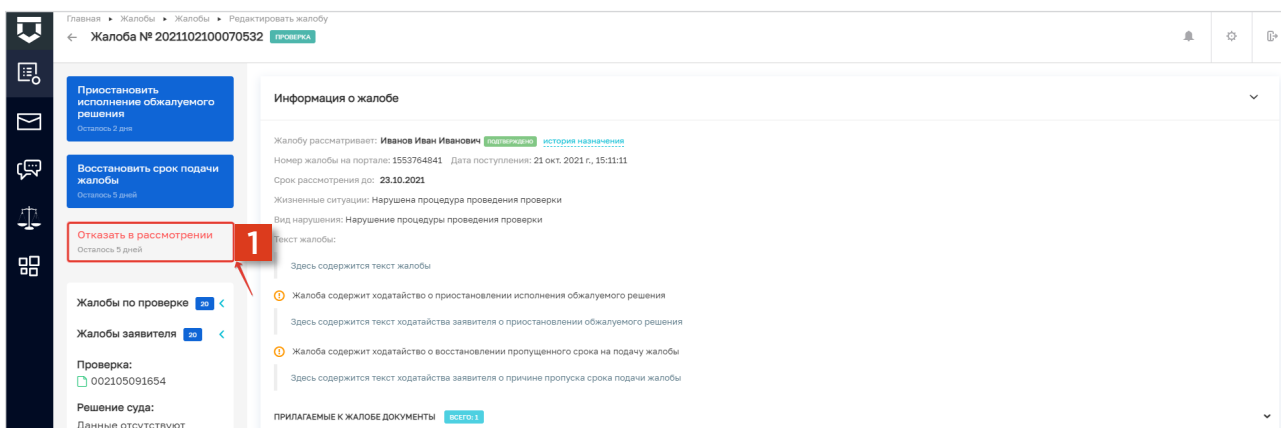 Главная ▸ Жалобы ▸ Жалобы ▸ Редактировать жалобу
← Жалоба № 2021102100070532 ПРОВЕРКА
Приостановить
исполнение обжалуемого
решения
Осталось 2 дня
Восстановить срок подачи
жалобы
Осталось 5 дней
Отказать в рассмотрении
Осталось 5 дней
1
Жалобы по проверке 20
Жалобы заявителя 20
Проверка:
002105091654
Решение суда:
Данные отсутствуют
Информация о жалобе
Жалобу рассматривает: Иванов Иван Иванович ПОДТВЕРЖДЕНО история назначения
Номер жалобы на портале: 1553764841 Дата поступления: 21 окт. 2021 г., 15:11:11
Срок рассмотрения до: 23.10.2021
Жизненные ситуации: Нарушена процедура проведения проверки
Вид нарушения: Нарушение процедуры проведения проверки
Текст жалобы:
Здесь содержится текст жалобы
Жалоба содержит ходатайство о приостановлении исполнения обжалуемого решения
Здесь содержится текст ходатайства заявителя о приостановлении обжалуемого решения
Жалоба содержит ходатайство о восстановлении пропущенного срока на подачу жалобы
Здесь содержится текст ходатайства заявителя о причине пропуска срока подачи жалобы
ПРИЛАГАЕМЫЕ К ЖАЛОБЕ ДОКУМЕНТЫ ВСЕГО: 1